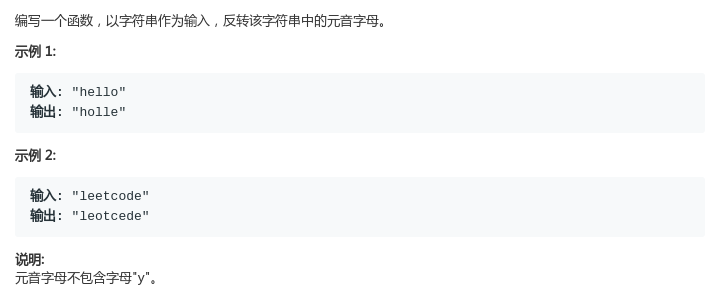 编写一个函数，以字符串作为输入，反转该字符串中的元音字母。
示例 1:
输入: "hello"
输出: "holle"
示例 2:
输入: "leetcode"
输出: "leotcede"
说明:
元音字母不包含字母"y"。